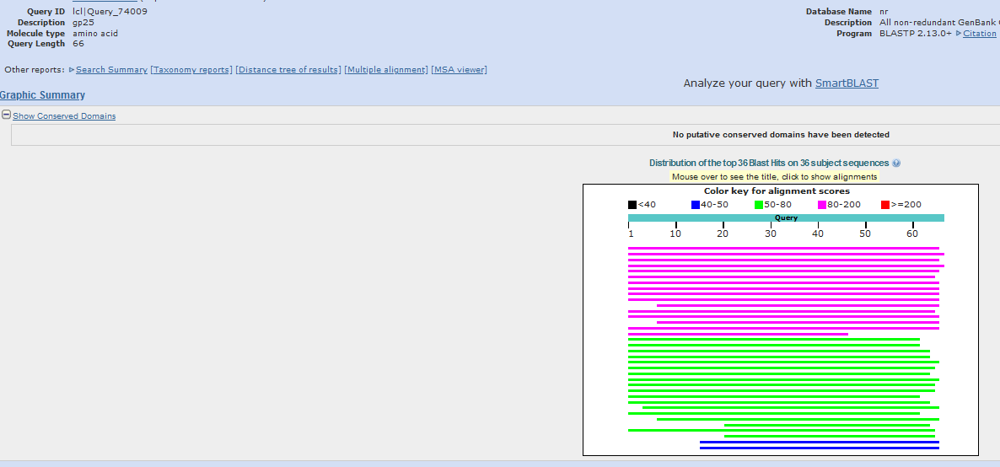 Query ID lcl|Query_74009
Description gp25
Molecule type amino acid
Query Length 66
Database Name nr
Description All non-redundant GenBank
Program BLASTP 2.13.0+ Citation
Other reports: Search Summary [Taxonomy reports] [Distance tree of results] [Multiple alignment] [MSA viewer]
Analyze your query with SmartBLAST
Graphic Summary
Show Conserved Domains
No putative conserved domains have been detected
Distribution of the top 36 Blast Hits on 36 subject sequences
Mouse over to see the title, click to show alignments
Color key for alignment scores
<40 40-50 50-80 80-200 >=200
Query
1 10 20 30 40 50 60